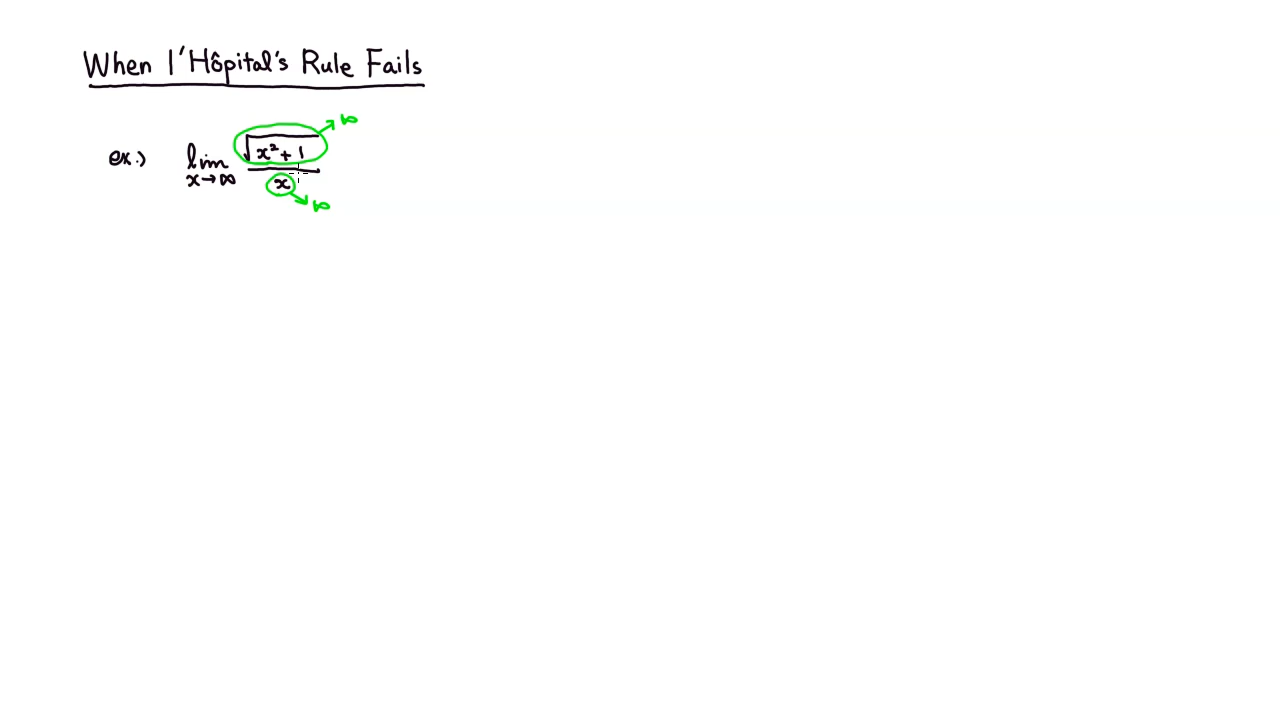 When l'Hôpital's Rule Fails
→ ∞
ex.) lim x→∞ √(x²+1) / x
→ ∞